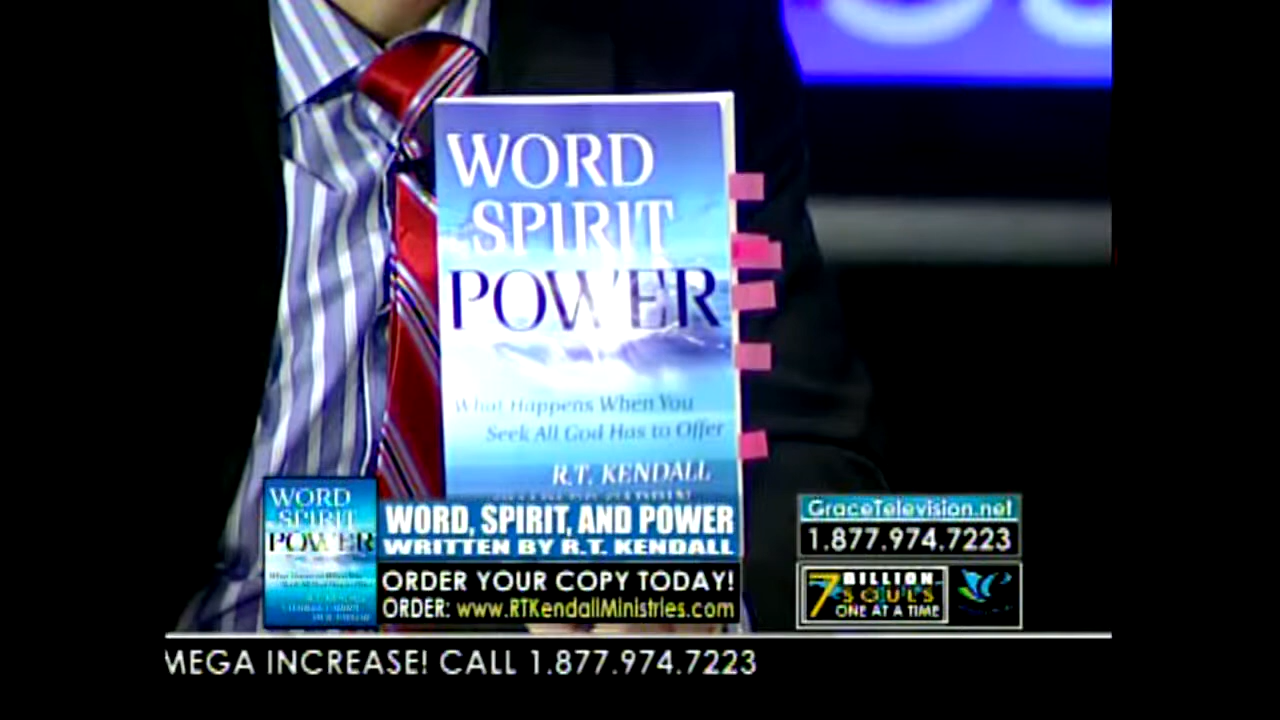 WORD
SPIRIT
POWER
What Happens When You
Seek All God Has to Offer
R.T. KENDALL
WORD
SPIRIT
POWER
WORD, SPIRIT, AND POWER
WRITTEN BY R.T. KENDALL
ORDER YOUR COPY TODAY!
ORDER: www.RTKendallMinistries.com
GraceTelevision.net
1.877.974.7223
7 BILLION
SOULS
ONE AT A TIME
MEGA INCREASE! CALL 1.877.974.7223